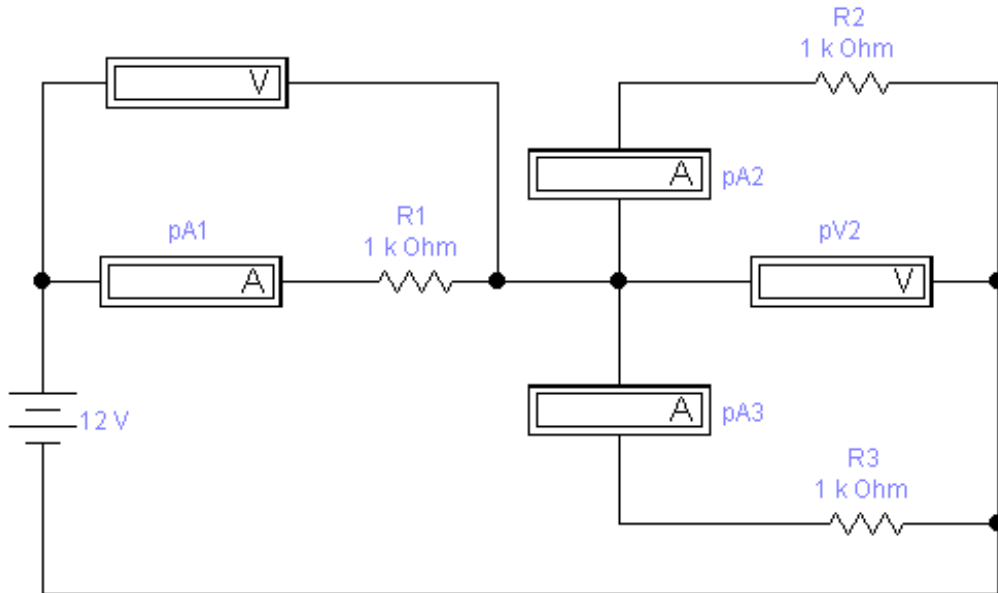 R2
1 k Ohm
V
A
pA2
R1
1 k Ohm
pA1
A
pV2
V
12 V
A
pA3
R3
1 k Ohm